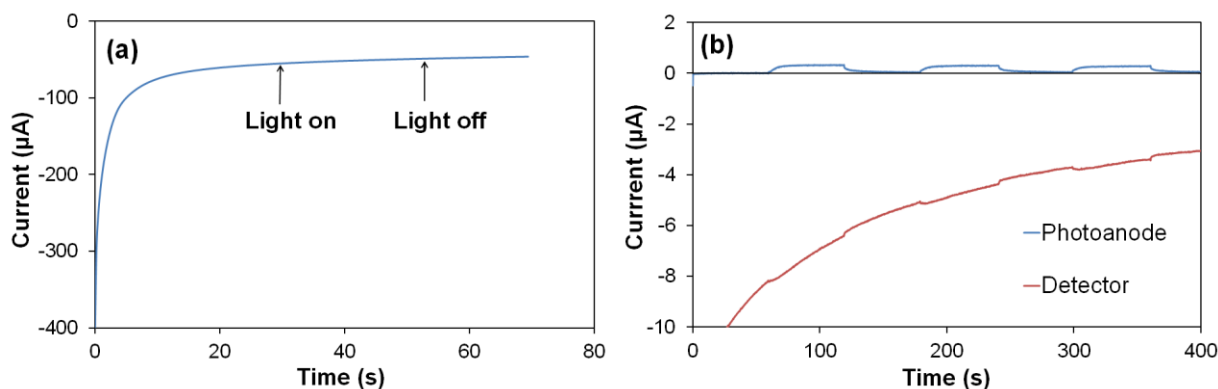 (a)
Current (µA)
0
-100
-200
-300
-400
Light on
Light off
0 20 40 60 80
Time (s)
(b)
Currrent (µA)
2
0
-2
-4
-6
-8
-10
Photoanode
Detector
0 100 200 300 400
Time (s)